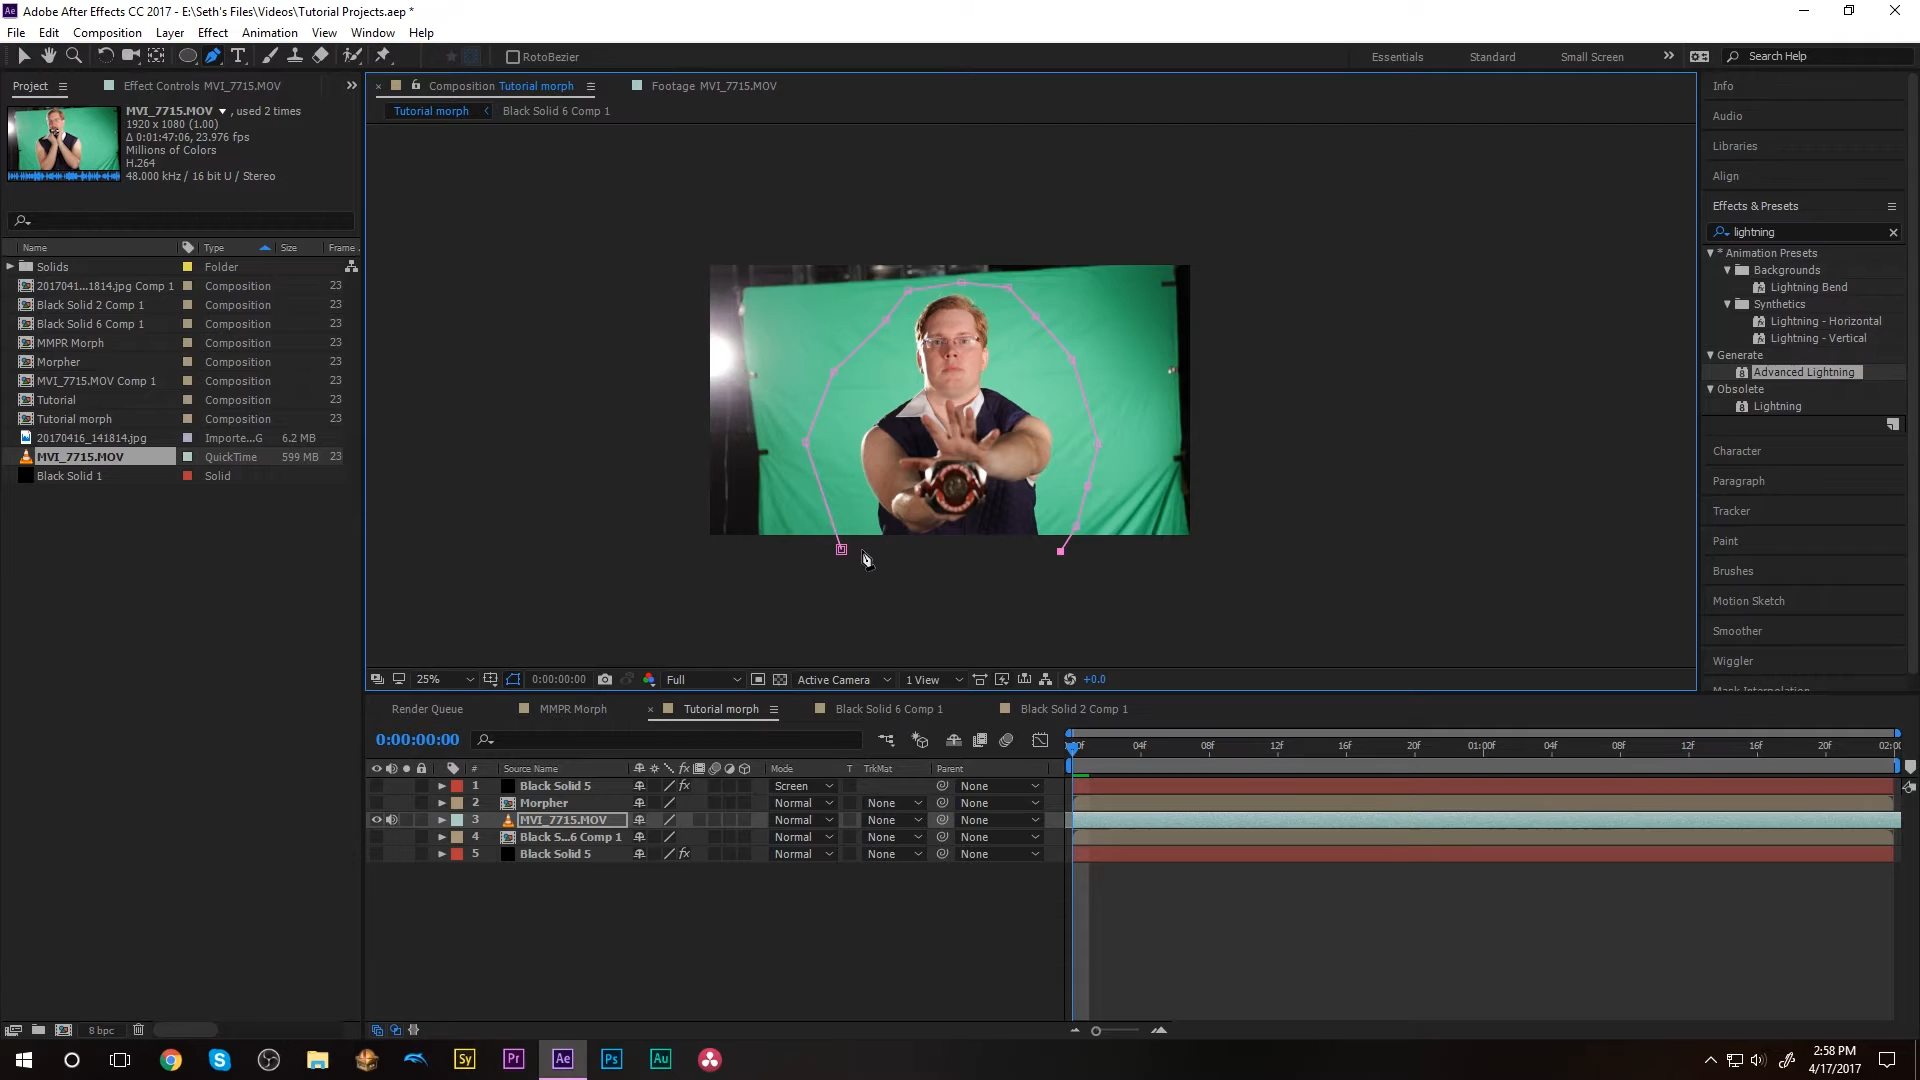 Adobe After Effects CC 2017 - E:\Seth's Files\Videos\Tutorial Projects.aep *
File Edit Composition Layer Effect Animation View Window Help
RotoBezier
Essentials Standard Small Screen Search Help
Project Effect Controls MVI_7715.MOV
Composition Tutorial morph Footage MVI_7715.MOV
Tutorial morph Black Solid 6 Comp 1
MVI_7715.MOV , used 2 times
1920 x 1080 (1.00)
Δ 0:01:47:06, 23.976 fps
Millions of Colors
H.264
48.000 kHz / 16 bit U / Stereo
Name Type Size Frame
Solids Folder
2017041...1814.jpg Comp 1 Composition 23
Black Solid 2 Comp 1 Composition 23
Black Solid 6 Comp 1 Composition 23
MMPR Morph Composition 23
Morpher Composition 23
MVI_7715.MOV Comp 1 Composition 23
Tutorial Composition 23
Tutorial morph Composition 23
20170416_141814.jpg Importe...G 6.2 MB
MVI_7715.MOV QuickTime 599 MB 23
Black Solid 1 Solid
8 bpc
Info
Audio
Libraries
Align
Effects & Presets
lightning
* Animation Presets
Backgrounds
Lightning Bend
Synthetics
Lightning - Horizontal
Lightning - Vertical
Generate
Advanced Lightning
Obsolete
Lightning
Character
Paragraph
Tracker
Paint
Brushes
Motion Sketch
Smoother
Wiggler
Mask Interpolation
25% 0:00:00:00 Full Active Camera 1 View +0.0
Render Queue MMPR Morph Tutorial morph Black Solid 6 Comp 1 Black Solid 2 Comp 1
0:00:00:00
04f 08f 12f 16f 20f 01:00f 04f 08f 12f 16f 20f
# Source Name Mode T TrkMat Parent
1 Black Solid 5 Screen None
2 Morpher Normal None None
3 MVI_7715.MOV Normal None None
4 Black S...6 Comp 1 Normal None None
5 Black Solid 5 Normal None None
Sy Pr Ae Ps Au
2:58 PM
4/17/2017